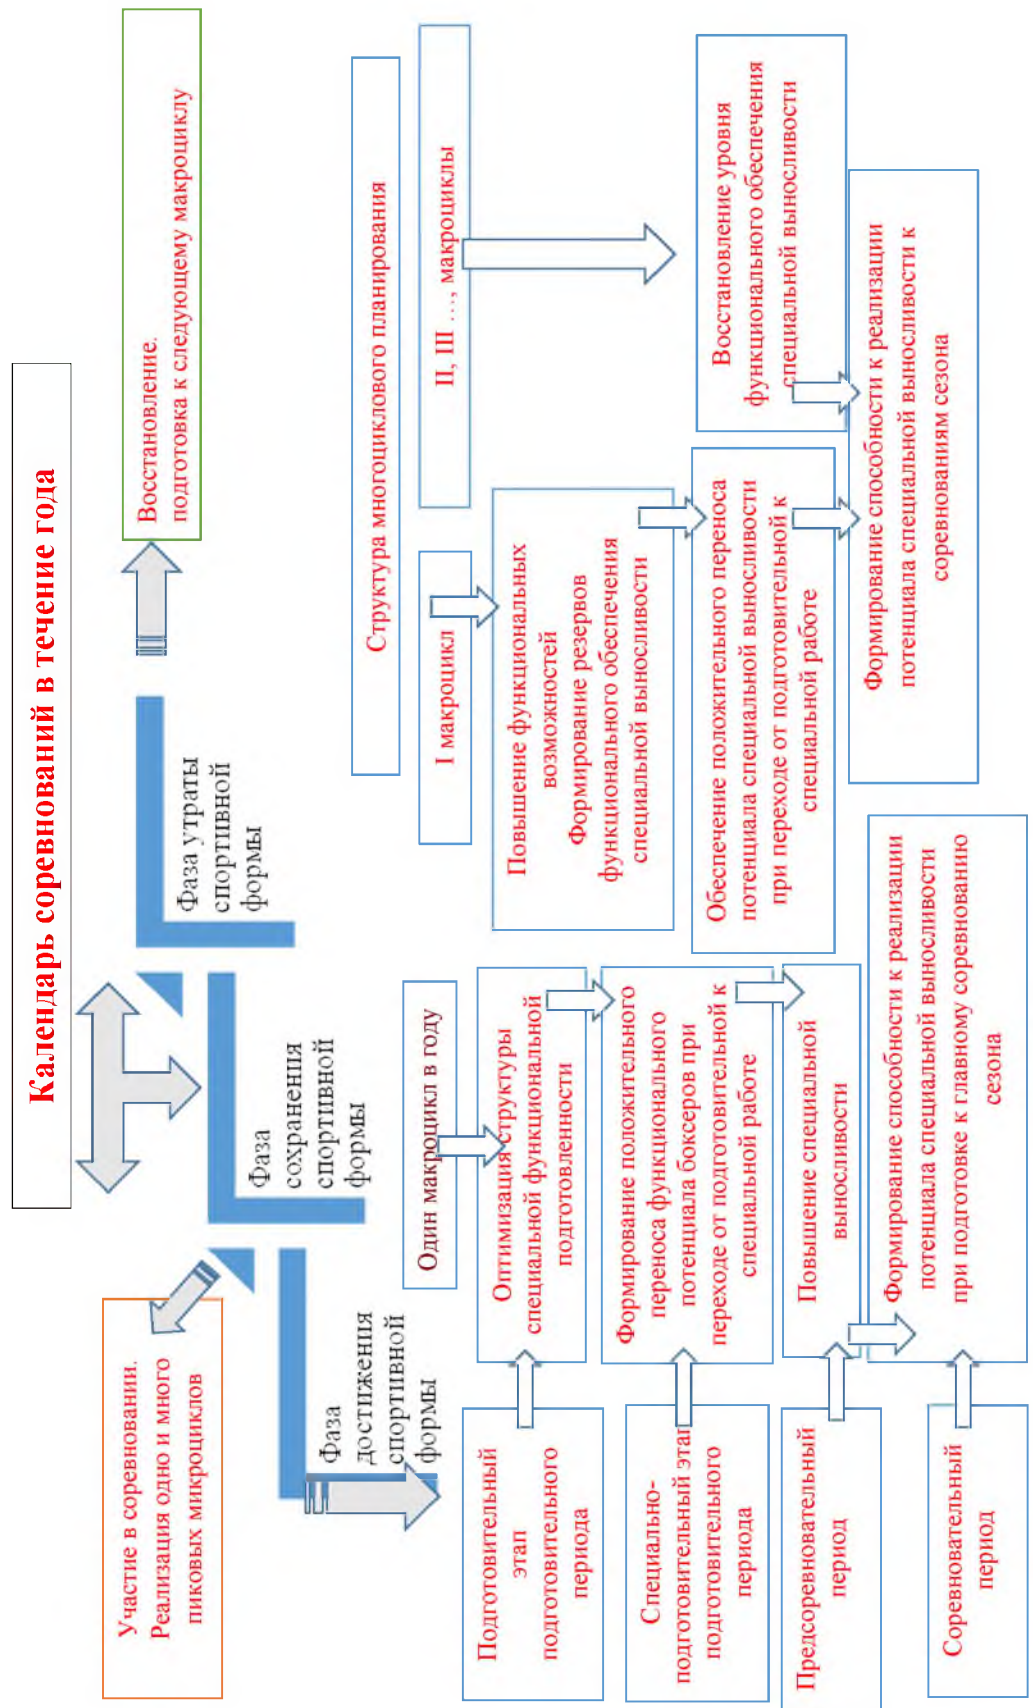 Календарь соревнований в течение года
Участие в соревновании.
Реализация одно и много
пиковых микроциклов
Фаза
достижения
спортивной
формы
Фаза
сохранения
спортивной
формы
Фаза утраты
спортивной
формы
Восстановление.
подготовка к следующему макроциклу
Структура многоциклового планирования
Один макроцикл в году
I макроцикл
II, III …, макроциклы
Подготовительный
этап
подготовительного
периода
Оптимизация структуры
специальной функциональной
подготовленности
Повышение функциональных
возможностей
Формирование резервов
функционального обеспечения
специальной выносливости
Специально-
подготовительный этап
подготовительного
периода
Формирование положительного
переноса функционального
потенциала боксеров при
переходе от подготовительной к
специальной работе
Обеспечение положительного переноса
потенциала специальной выносливости
при переходе от подготовительной к
специальной работе
Восстановление уровня
функционального обеспечения
специальной выносливости
Предсоревновательный
период
Повышение специальной
выносливости
Формирование способности к реализации
потенциала специальной выносливости к
соревнованиям сезона
Соревновательный
период
Формирование способности к реализации
потенциала специальной выносливости
при подготовке к главному соревнованию
сезона